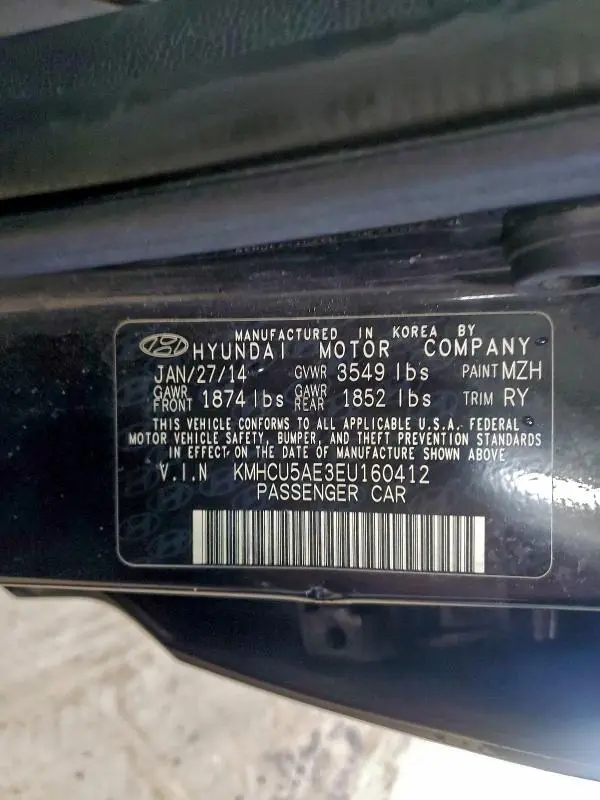 MANUFACTURED IN KOREA BY
HYUNDAI MOTOR COMPANY
JAN/27/14 GVWR 3549 lbs PAINT MZH
GAWR FRONT 1874 lbs GAWR REAR 1852 lbs TRIM RY
THIS VEHICLE CONFORMS TO ALL APPLICABLE U.S.A. FEDERAL
MOTOR VEHICLE SAFETY, BUMPER, AND THEFT PREVENTION STANDARDS
IN EFFECT ON THE DATE OF MANUFACTURE SHOWN ABOVE
V.I.N KMHCU5AE3EU160412
PASSENGER CAR